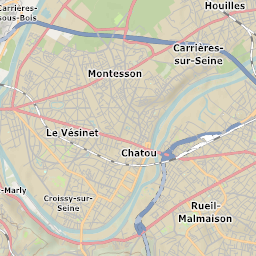 Carrières-
sous-Bois
Houilles
Carrières-
sur-Seine
Montesson
Le Vésinet
Chatou
-Marly
Croissy-sur-
Seine
Rueil-
Malmaison